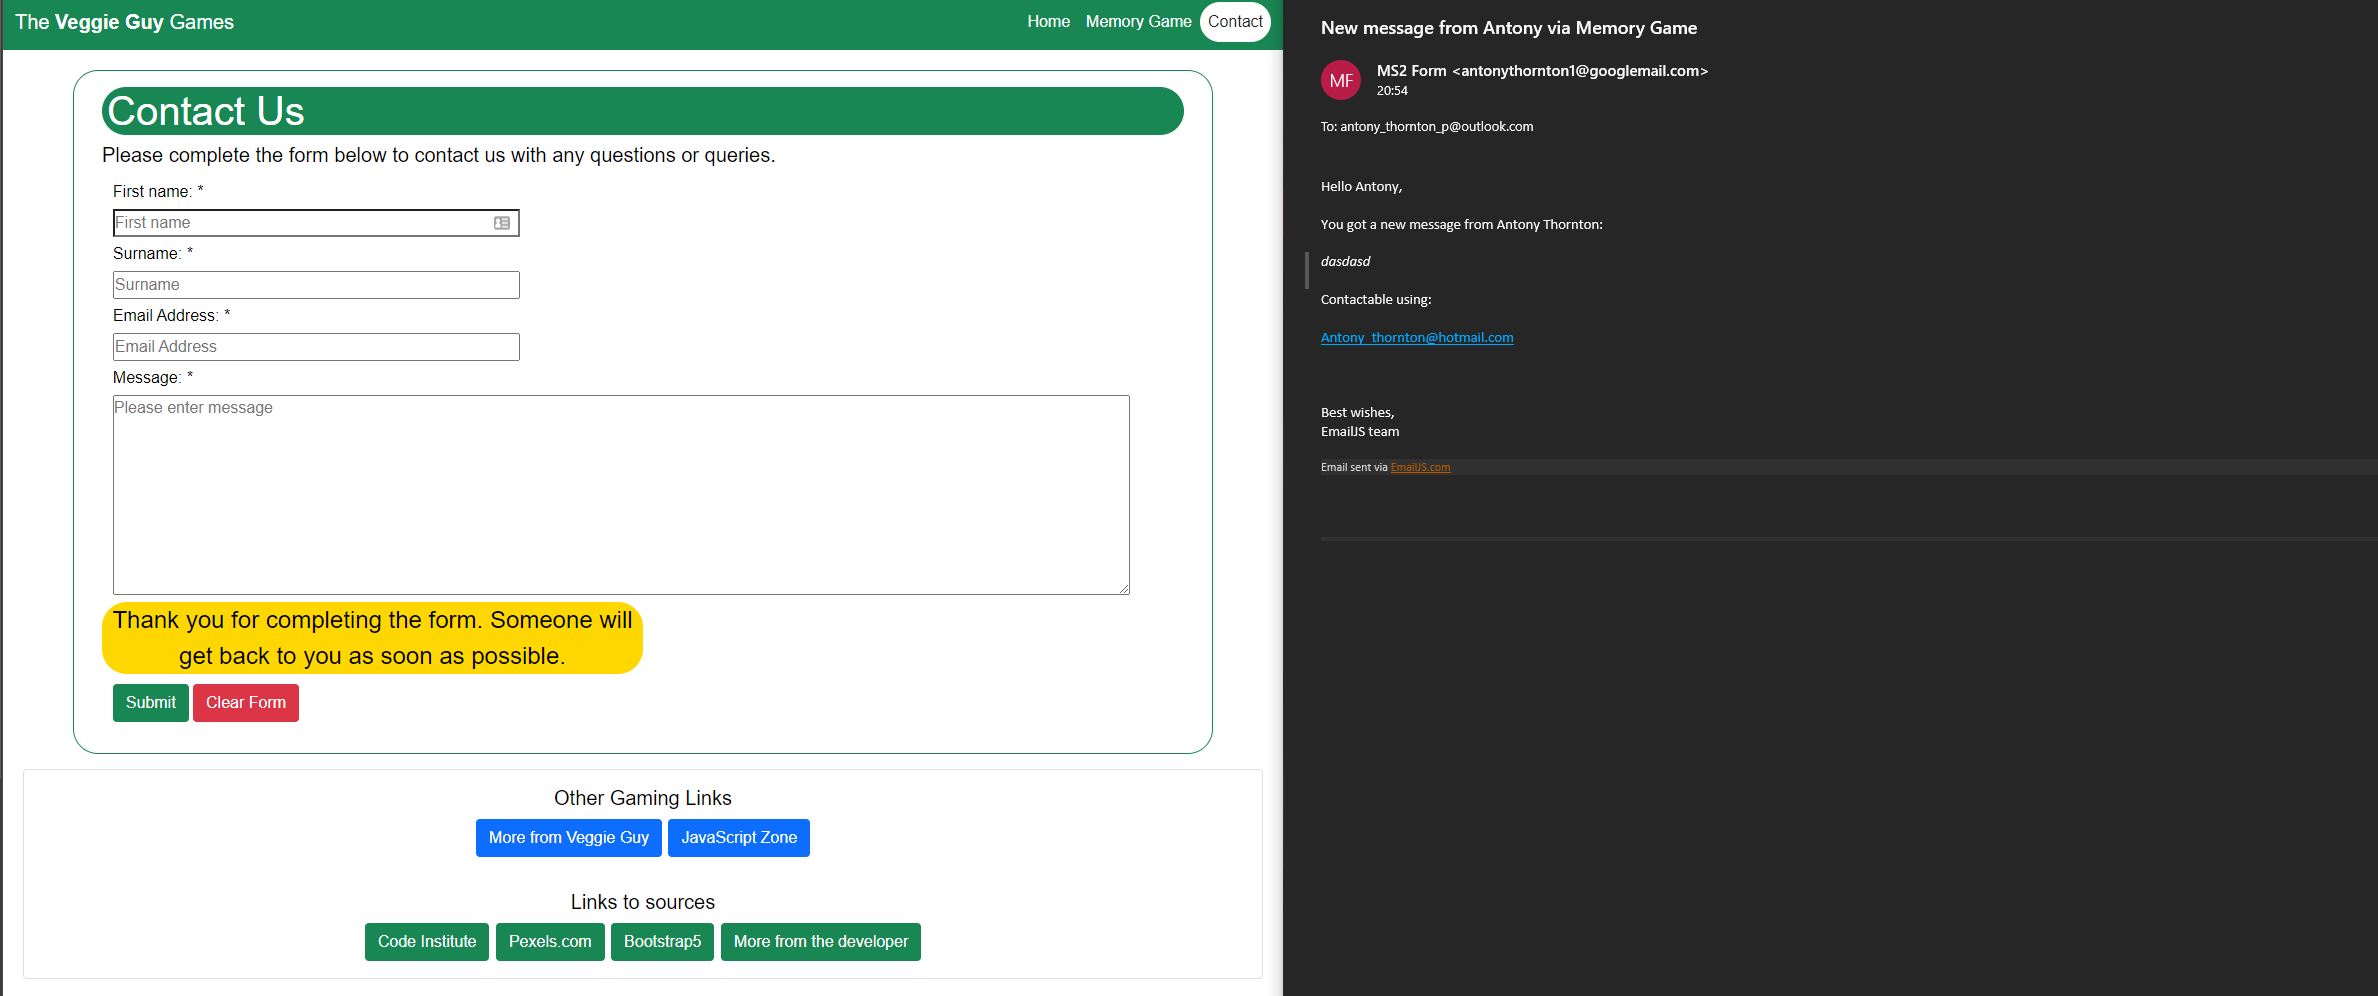 The Veggie Guy Games
Home Memory Game Contact
Contact Us
Please complete the form below to contact us with any questions or queries.
First name: *
First name
Surname: *
Surname
Email Address: *
Email Address
Message: *
Please enter message
Thank you for completing the form. Someone will
get back to you as soon as possible.
Submit Clear Form
Other Gaming Links
More from Veggie Guy JavaScript Zone
Links to sources
Code Institute Pexels.com Bootstrap5 More from the developer
New message from Antony via Memory Game
MF
MS2 Form <antonythornton1@googlemail.com>
20:54
To: antony_thornton_p@outlook.com
Hello Antony,
You got a new message from Antony Thornton:
dasdasd
Contactable using:
Antony_thornton@hotmail.com
Best wishes,
EmailJS team
Email sent via EmailJS.com